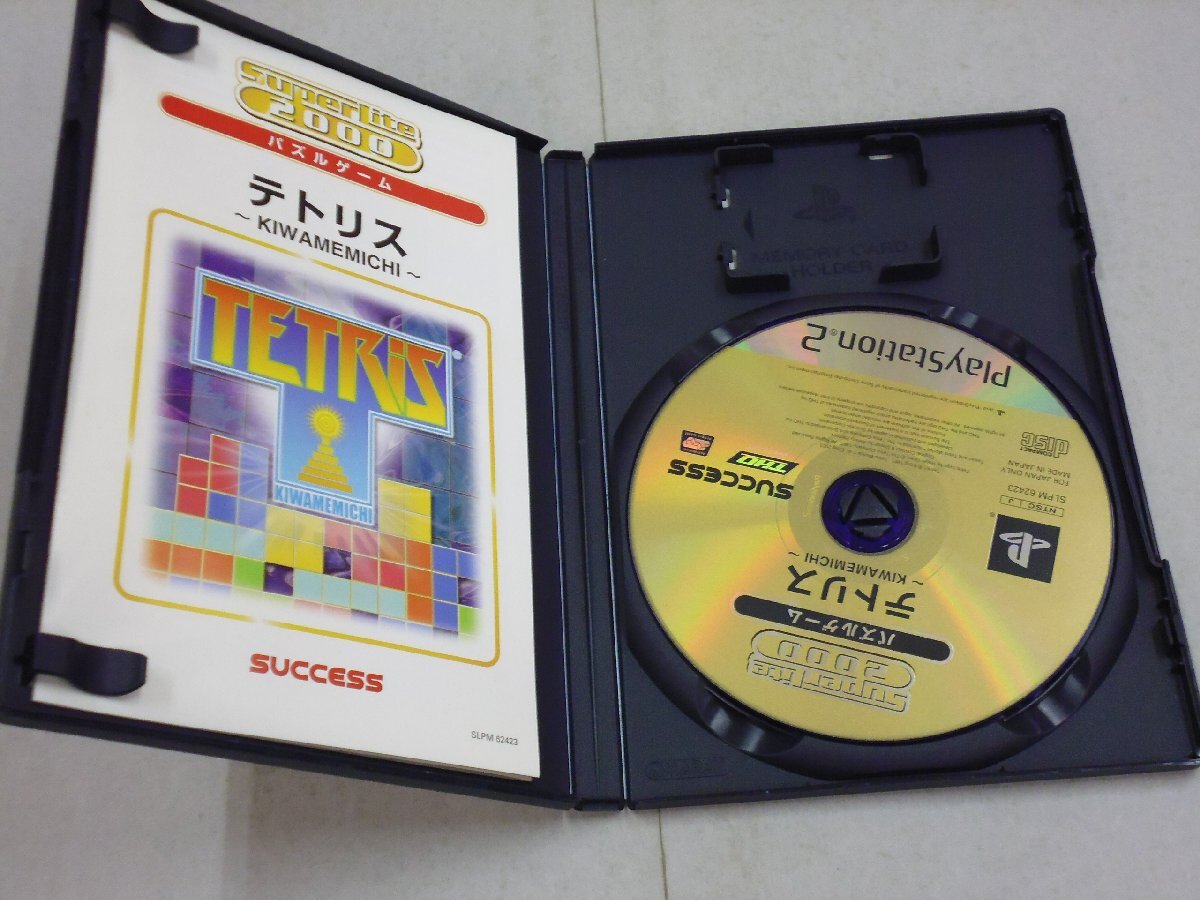 superlite
2000
パズルゲーム
テトリス
～KIWAMEMICHI～
TETRIS
KIWAMEMICHI
SUCCESS
SLPM 62423
MEMORY CARD
HOLDER
PlayStation®2
COMPACT
disc
FOR JAPAN ONLY
MADE IN JAPAN
SLPM 62423
NTSC J
THQ
SUCCESS
テトリス
～KIWAMEMICHI～
パズルゲーム
superlite
2000